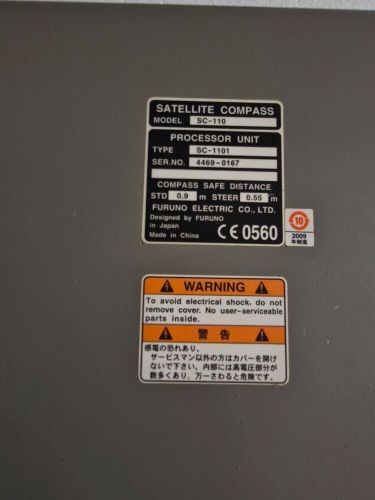 SATELLITE COMPASS
MODEL SC-110
PROCESSOR UNIT
TYPE SC-1101
SER.NO. 4469-0167
COMPASS SAFE DISTANCE
STD 0.9 m STEER 0.55 m
FURUNO ELECTRIC CO., LTD.
Designed by FURUNO
in Japan
Made in China
CE 0560
10
2009
年制造
WARNING
To avoid electrical shock, do not
remove cover. No user-serviceable
parts inside.
警告
感電の恐れあり。
サービスマン以外の方はカバーを開け
ないで下さい。内部には高電圧部分が
数多くあり、万一さわると危険です。